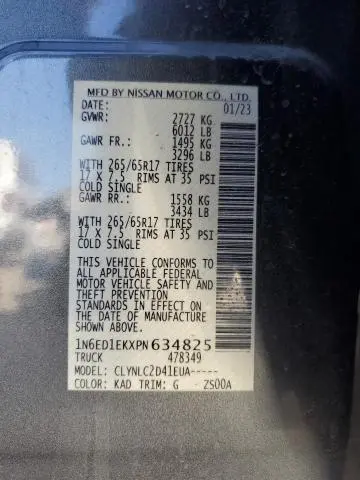 MFD BY NISSAN MOTOR CO., LTD.
DATE: 01/23
GVWR: 2727 KG
6012 LB
GAWR FR.: 1495 KG
3296 LB
WITH 265/65R17 TIRES
17 X 7.5 RIMS AT 35 PSI
COLD SINGLE
GAWR RR.: 1558 KG
3434 LB
WITH 265/65R17 TIRES
17 X 7.5 RIMS AT 35 PSI
COLD SINGLE
THIS VEHICLE CONFORMS TO
ALL APPLICABLE FEDERAL
MOTOR VEHICLE SAFETY AND
THEFT PREVENTION
STANDARDS IN EFFECT ON
THE DATE OF MANUFACTURE
SHOWN ABOVE.
1N6ED1EKXPN634825
TRUCK 478349
MODEL: CLYNLC2D41EUA-----
COLOR: KAD TRIM: G ZS00A